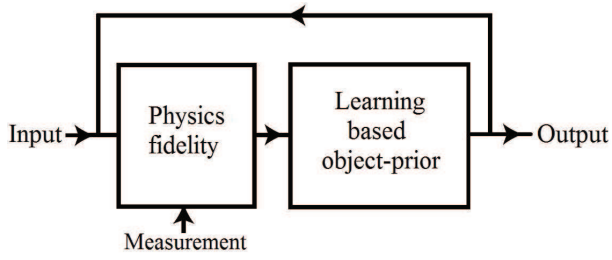 Input
Physics
fidelity
Learning
based
object-prior
Output
Measurement